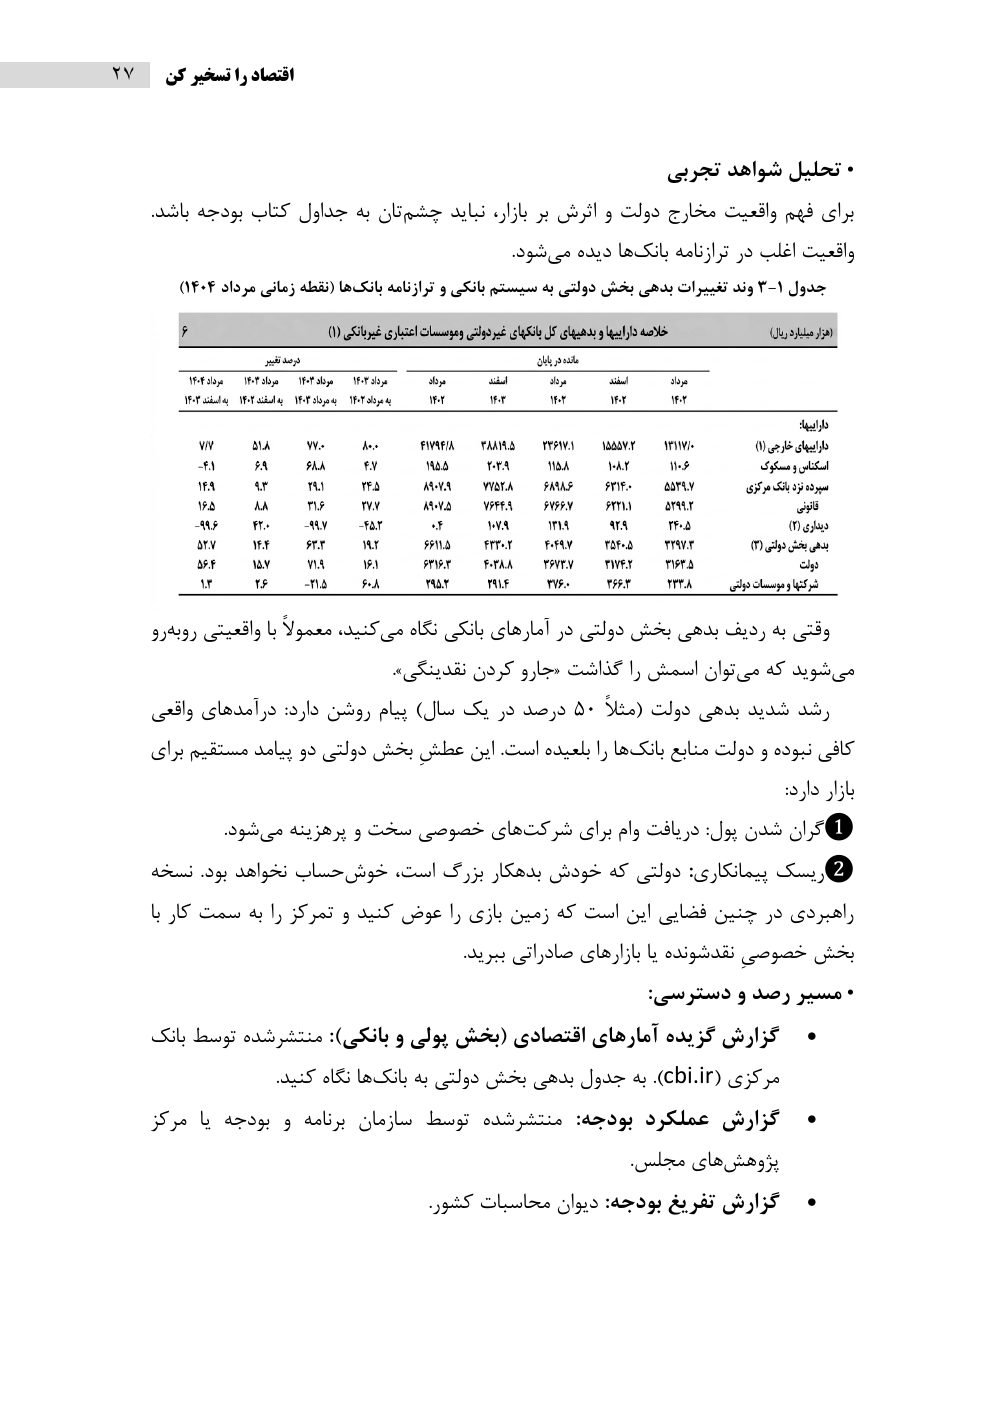 اقتصاد را تسخیر کن ۲۷
• تحلیل شواهد تجربی
برای فهم واقعیت مخارج دولت و اثرش بر بازار، نباید چشم‌تان به جداول کتاب بودجه باشد.
واقعیت اغلب در ترازنامه بانک‌ها دیده می‌شود.
جدول ۱-۳ وند تغییرات بدهی بخش دولتی به سیستم بانکی و ترازنامه بانک‌ها (نقطه زمانی مرداد ۱۴۰۴)
(هزار میلیارد ریال) خلاصه داراییها و بدهیهای کل بانکهای غیردولتی وموسسات اعتباری غیربانکی (۱) ۶
مانده در پایان درصد تغییر
مرداد اسفند مرداد اسفند مرداد مرداد ۱۴۰۳ مرداد ۱۴۰۳ مرداد ۱۴۰۳ مرداد ۱۴۰۴
۱۴۰۲ ۱۴۰۲ ۱۴۰۳ ۱۴۰۳ ۱۴۰۲ به مرداد ۱۴۰۲ به مرداد ۱۴۰۳ به اسفند ۱۴۰۲ به اسفند ۱۴۰۳
داراییها:
داراییهای خارجی (۱) ۱۳۱۱۷/۰ ۱۵۵۵۷.۲ ۲۳۶۱۷.۱ ۳۸۸۱۹.۵ ۴۱۷۹۴/۸ ۸۰.۰ ۷۷.۰ ۵۱.۸ ۷/۷
اسکناس و مسکوک ۱۱۰.۶ ۱۰۸.۲ ۱۱۵.۸ ۲۰۳.۹ ۱۹۵.۵ ۴.۷ ۶۸.۸ ۶.۹ ۴.۱-
سپرده نزد بانک مرکزی ۵۵۳۹.۷ ۶۳۱۴.۰ ۶۸۹۸.۶ ۷۷۵۲.۸ ۸۹۰۷.۹ ۲۴.۵ ۲۹.۱ ۹.۳ ۱۴.۹
قانونی ۵۲۹۹.۲ ۶۲۲۱.۱ ۶۷۶۶.۷ ۷۶۴۴.۹ ۸۹۰۷.۵ ۲۷.۷ ۳۱.۶ ۸.۸ ۱۶.۵
دیداری (۲) ۲۴۰.۵ ۹۲.۹ ۱۳۱.۹ ۱۰۷.۹ ۰.۴ ۴۵.۲- ۹۹.۷- ۴۲.۰ ۹۹.۶-
بدهی بخش دولتی (۳) ۳۲۹۷.۳ ۳۵۴۰.۵ ۴۰۴۹.۷ ۴۳۳۰.۲ ۶۶۱۱.۵ ۱۹.۲ ۶۳.۳ ۱۴.۴ ۵۲.۷
دولت ۳۱۶۳.۵ ۳۱۷۴.۲ ۳۶۷۳.۷ ۴۰۳۸.۸ ۶۳۱۶.۳ ۱۶.۱ ۷۱.۹ ۱۵.۷ ۵۶.۴
شرکتها و موسسات دولتی ۲۳۳.۸ ۳۶۶.۳ ۳۷۶.۰ ۲۹۱.۴ ۲۹۵.۲ ۶۰.۸ ۲۱.۵- ۲.۶ ۱.۳
وقتی به ردیف بدهی بخش دولتی در آمارهای بانکی نگاه می‌کنید، معمولاً با واقعیتی روبه‌رو
می‌شوید که می‌توان اسمش را گذاشت «جارو کردن نقدینگی».
رشد شدید بدهی دولت (مثلاً ۵۰ درصد در یک سال) پیام روشن دارد: درآمدهای واقعی
کافی نبوده و دولت منابع بانک‌ها را بلعیده است. این عطشِ بخش دولتی دو پیامد مستقیم برای
بازار دارد:
❶گران شدن پول: دریافت وام برای شرکت‌های خصوصی سخت و پرهزینه می‌شود.
❷ریسک پیمانکاری: دولتی که خودش بدهکار بزرگ است، خوش‌حساب نخواهد بود. نسخه
راهبردی در چنین فضایی این است که زمین بازی را عوض کنید و تمرکز را به سمت کار با
بخش خصوصیِ نقدشونده یا بازارهای صادراتی ببرید.
• مسیر رصد و دسترسی:
• گزارش گزیده آمارهای اقتصادی (بخش پولی و بانکی): منتشرشده توسط بانک
مرکزی (cbi.ir). به جدول بدهی بخش دولتی به بانک‌ها نگاه کنید.
• گزارش عملکرد بودجه: منتشرشده توسط سازمان برنامه و بودجه یا مرکز
پژوهش‌های مجلس.
• گزارش تفریغ بودجه: دیوان محاسبات کشور.